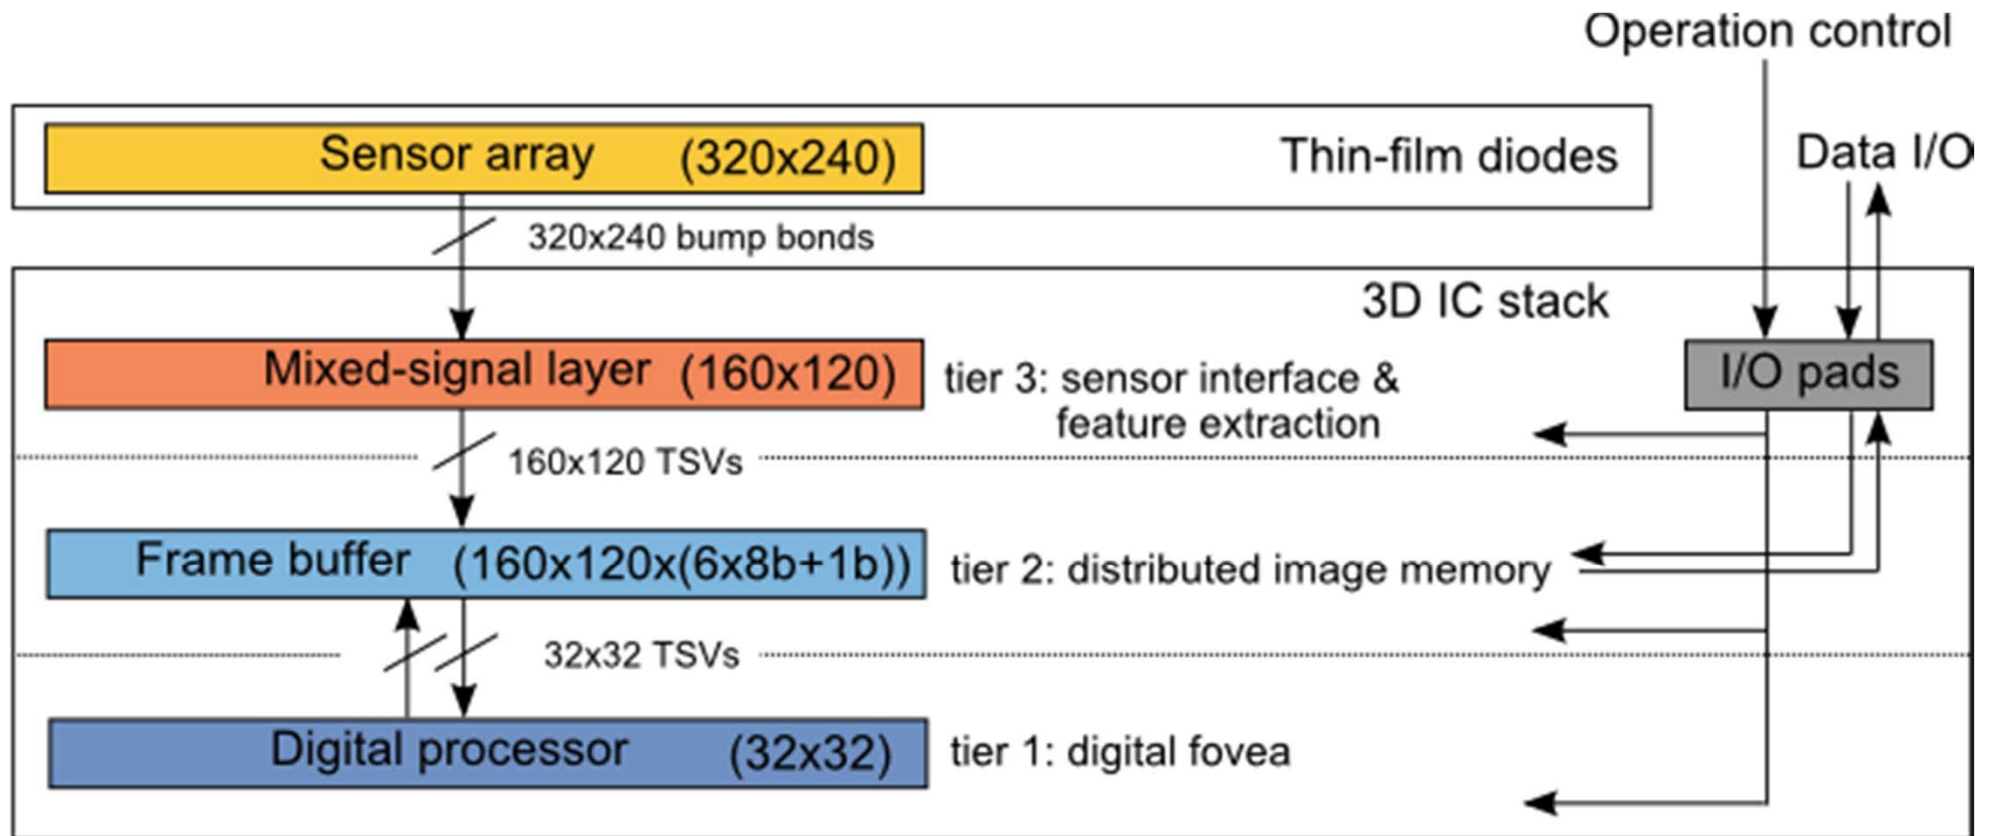 Operation control
Sensor array (320x240)
Thin-film diodes
Data I/O
320x240 bump bonds
3D IC stack
Mixed-signal layer (160x120)
tier 3: sensor interface &
feature extraction
I/O pads
160x120 TSVs
Frame buffer (160x120x(6x8b+1b))
tier 2: distributed image memory
32x32 TSVs
Digital processor (32x32)
tier 1: digital fovea